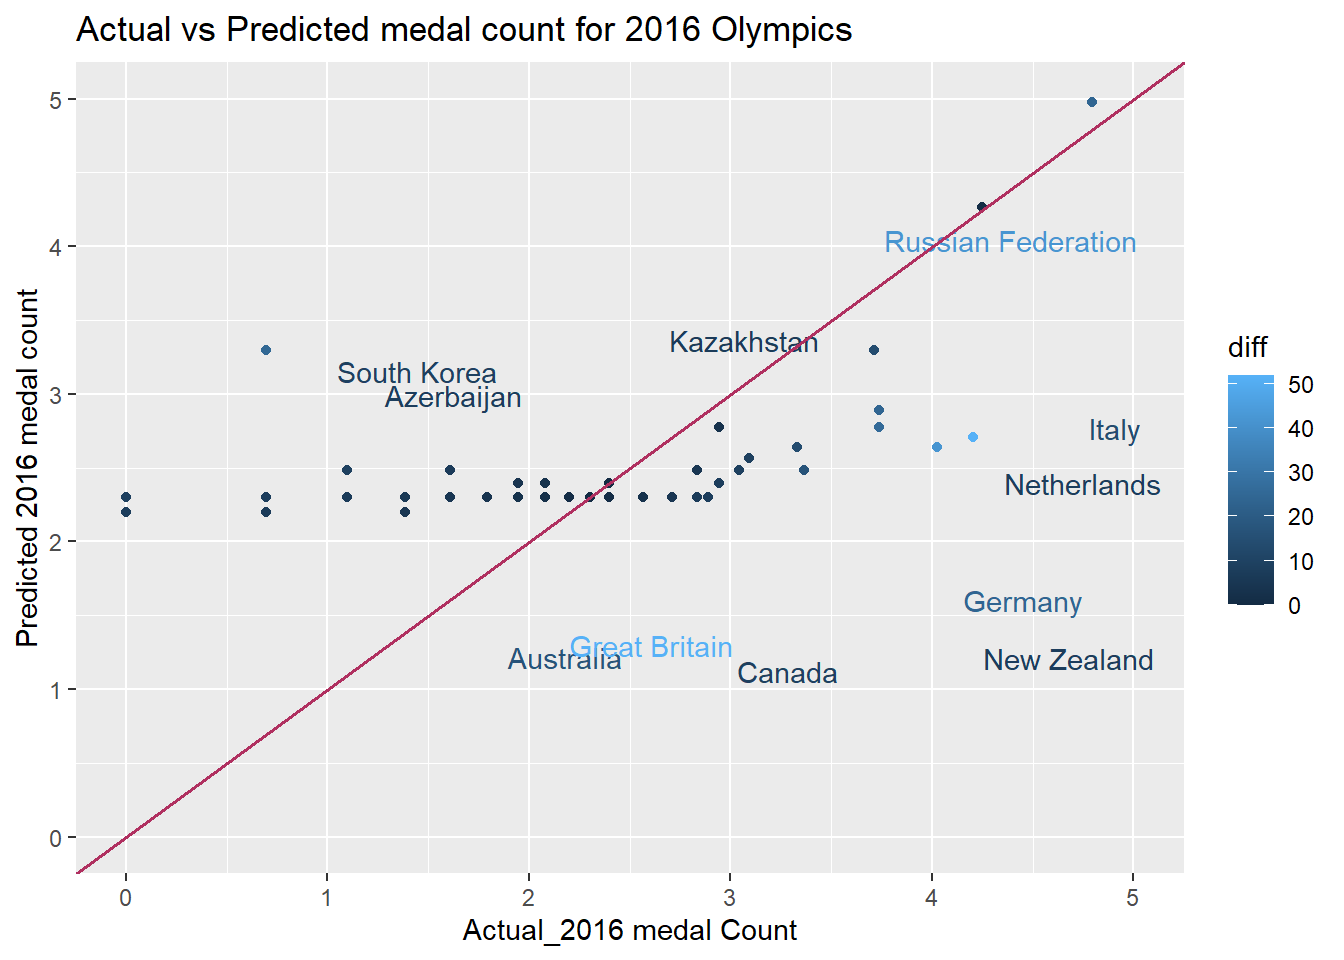 Actual vs Predicted medal count for 2016 Olympics
Predicted 2016 medal count
5
4
3
2
1
0
Russian Federation
Kazakhstan
South Korea
Azerbaijan
Italy
Netherlands
Germany
Great Britain
Australia
New Zealand
Canada
0 1 2 3 4 5
Actual_2016 medal Count
diff
50
40
30
20
10
0